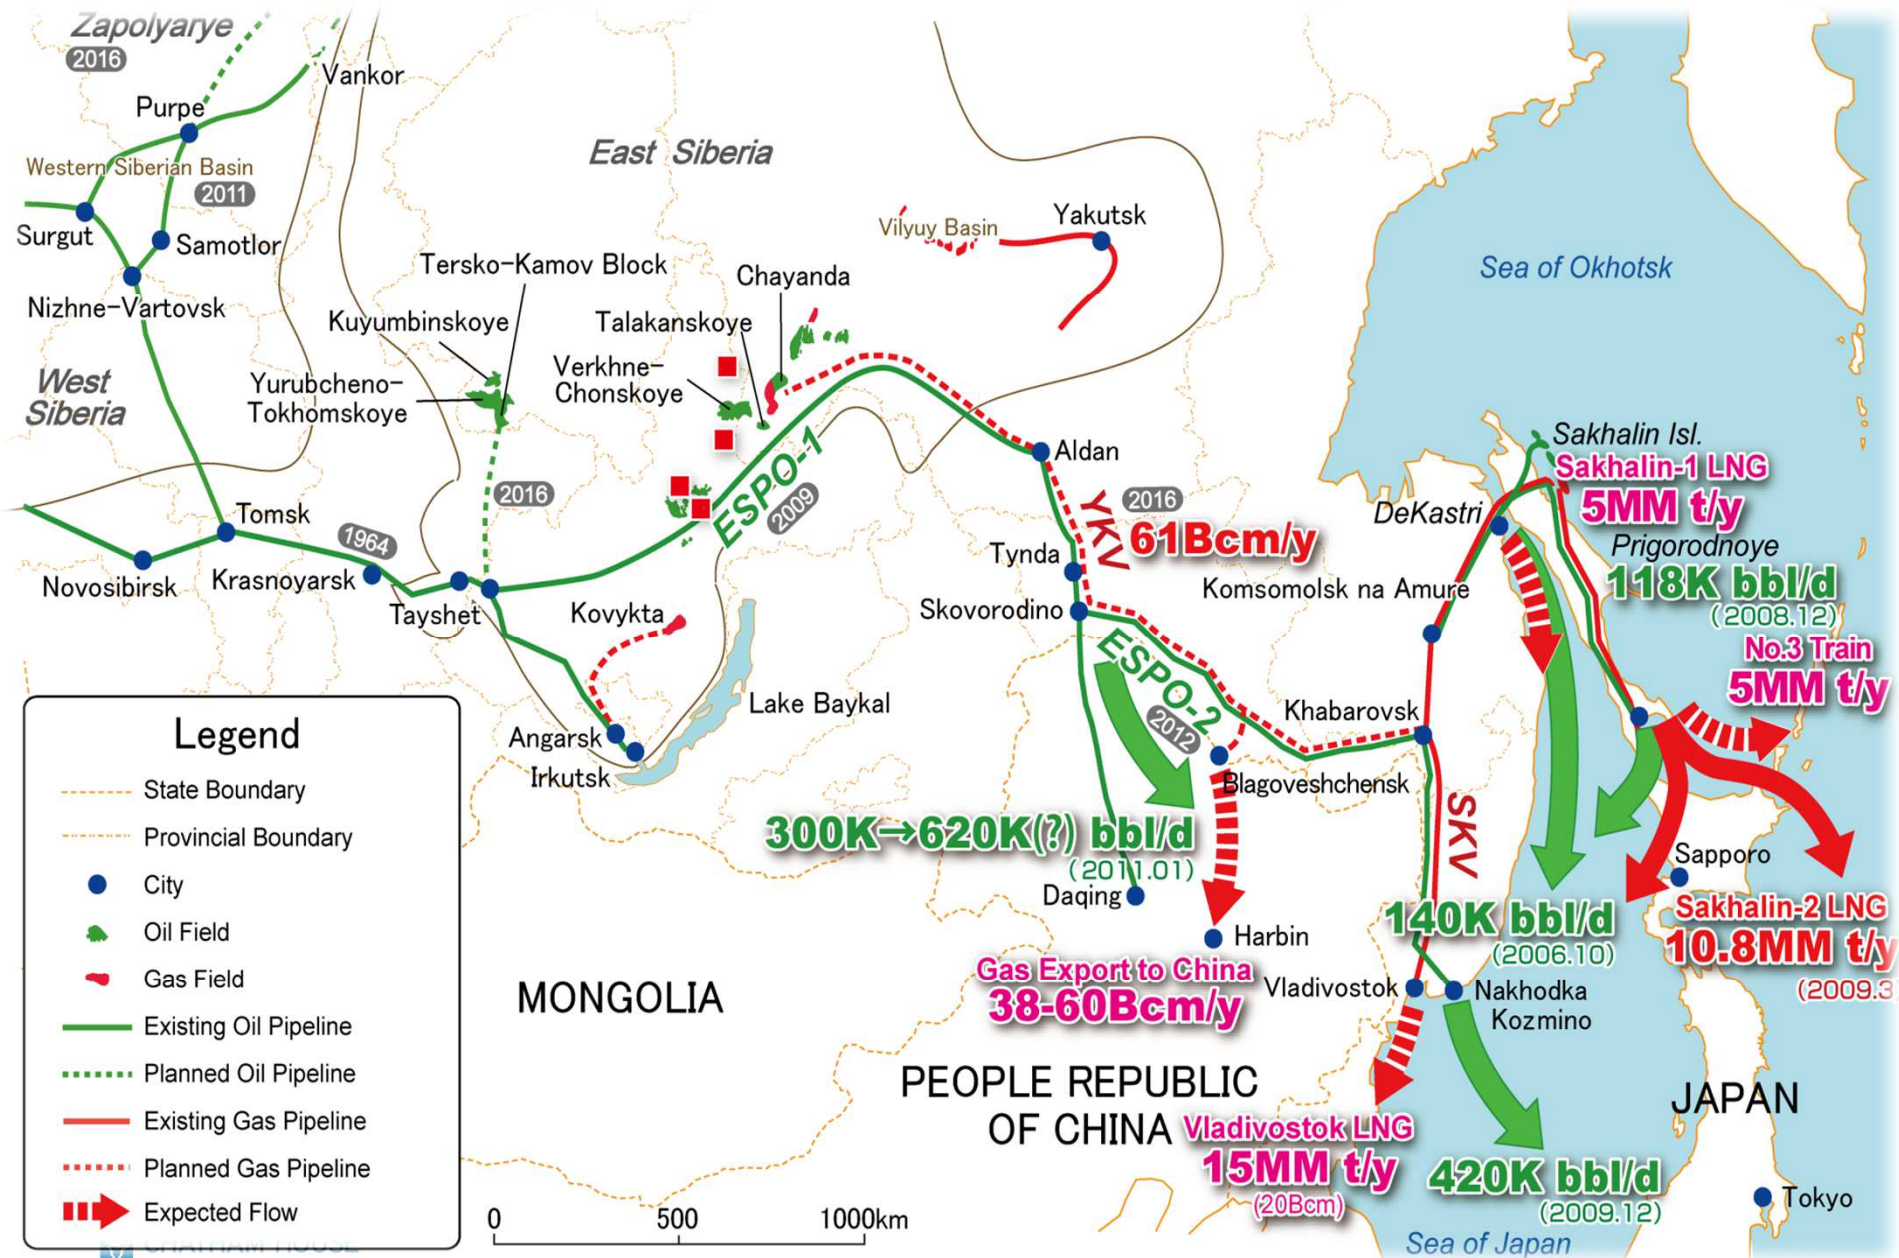 Zapolyarye
2016
Vankor
Purpe
East Siberia
Western Siberian Basin
2011
Surgut
Samotlor
Vilyuy Basin
Yakutsk
Tersko-Kamov Block
Chayanda
Sea of Okhotsk
Nizhne-Vartovsk
Kuyumbinskoye
Talakanskoye
West
Siberia
Yurubcheno-
Tokhomskoye
Verkhne-
Chonskoye
Sakhalin Isl.
Aldan
Sakhalin-1 LNG
5MM t/y
ESPO-1
2009
2016
2016
YKV
61Bcm/y
DeKastri
Tomsk
1964
Prigorodnoye
118K bbl/d
(2008.12)
Novosibirsk
Krasnoyarsk
Tayshet
Tynda
Skovorodino
Komsomolsk na Amure
Kovykta
No.3 Train
5MM t/y
ESPO-2
2012
Khabarovsk
Lake Baykal
Angarsk
Irkutsk
Blagoveshchensk
SKV
300K→620K(?) bbl/d
(2011.01)
Daqing
Harbin
Sapporo
140K bbl/d
(2006.10)
Sakhalin-2 LNG
10.8MM t/y
(2009.3
Gas Export to China
38-60Bcm/y
Vladivostok
Nakhodka
Kozmino
MONGOLIA
PEOPLE REPUBLIC
OF CHINA
JAPAN
Vladivostok LNG
15MM t/y
(20Bcm)
420K bbl/d
(2009.12)
Tokyo
Sea of Japan
Legend
State Boundary
Provincial Boundary
City
Oil Field
Gas Field
Existing Oil Pipeline
Planned Oil Pipeline
Existing Gas Pipeline
Planned Gas Pipeline
Expected Flow
0 500 1000km
CHATHAM HOUSE